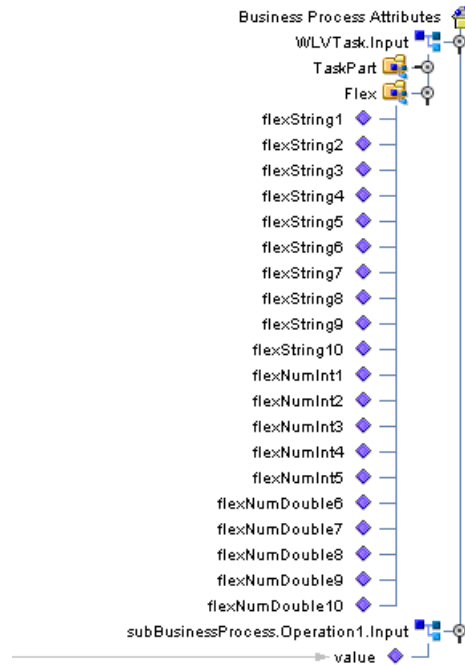 Business Process Attributes
WLVTask.Input
TaskPart
Flex
flexString1
flexString2
flexString3
flexString4
flexString5
flexString6
flexString7
flexString8
flexString9
flexString10
flexNumInt1
flexNumInt2
flexNumInt3
flexNumInt4
flexNumInt5
flexNumDouble6
flexNumDouble7
flexNumDouble8
flexNumDouble9
flexNumDouble10
subBusinessProcess.Operation1.Input
value